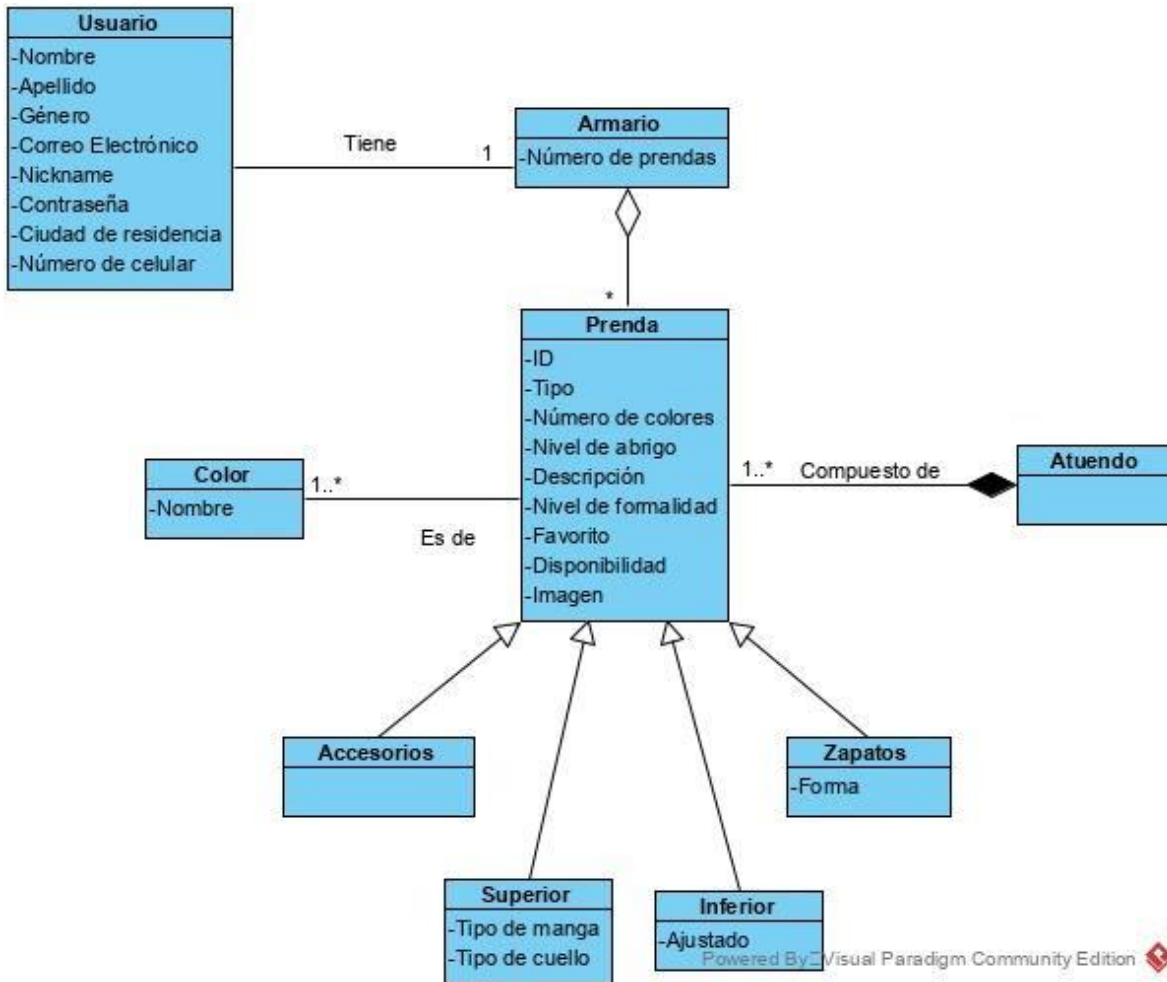 Usuario
-Nombre
-Apellido
-Género
-Correo Electrónico
-Nickname
-Contraseña
-Ciudad de residencia
-Número de celular
Tiene
1
Armario
-Número de prendas
*
Prenda
-ID
-Tipo
-Número de colores
-Nivel de abrigo
-Descripción
-Nivel de formalidad
-Favorito
-Disponibilidad
-Imagen
Color
-Nombre
1..*
Es de
1..*
Compuesto de
Atuendo
Accesorios
Zapatos
-Forma
Superior
-Tipo de manga
-Tipo de cuello
Inferior
-Ajustado
Powered By Visual Paradigm Community Edition